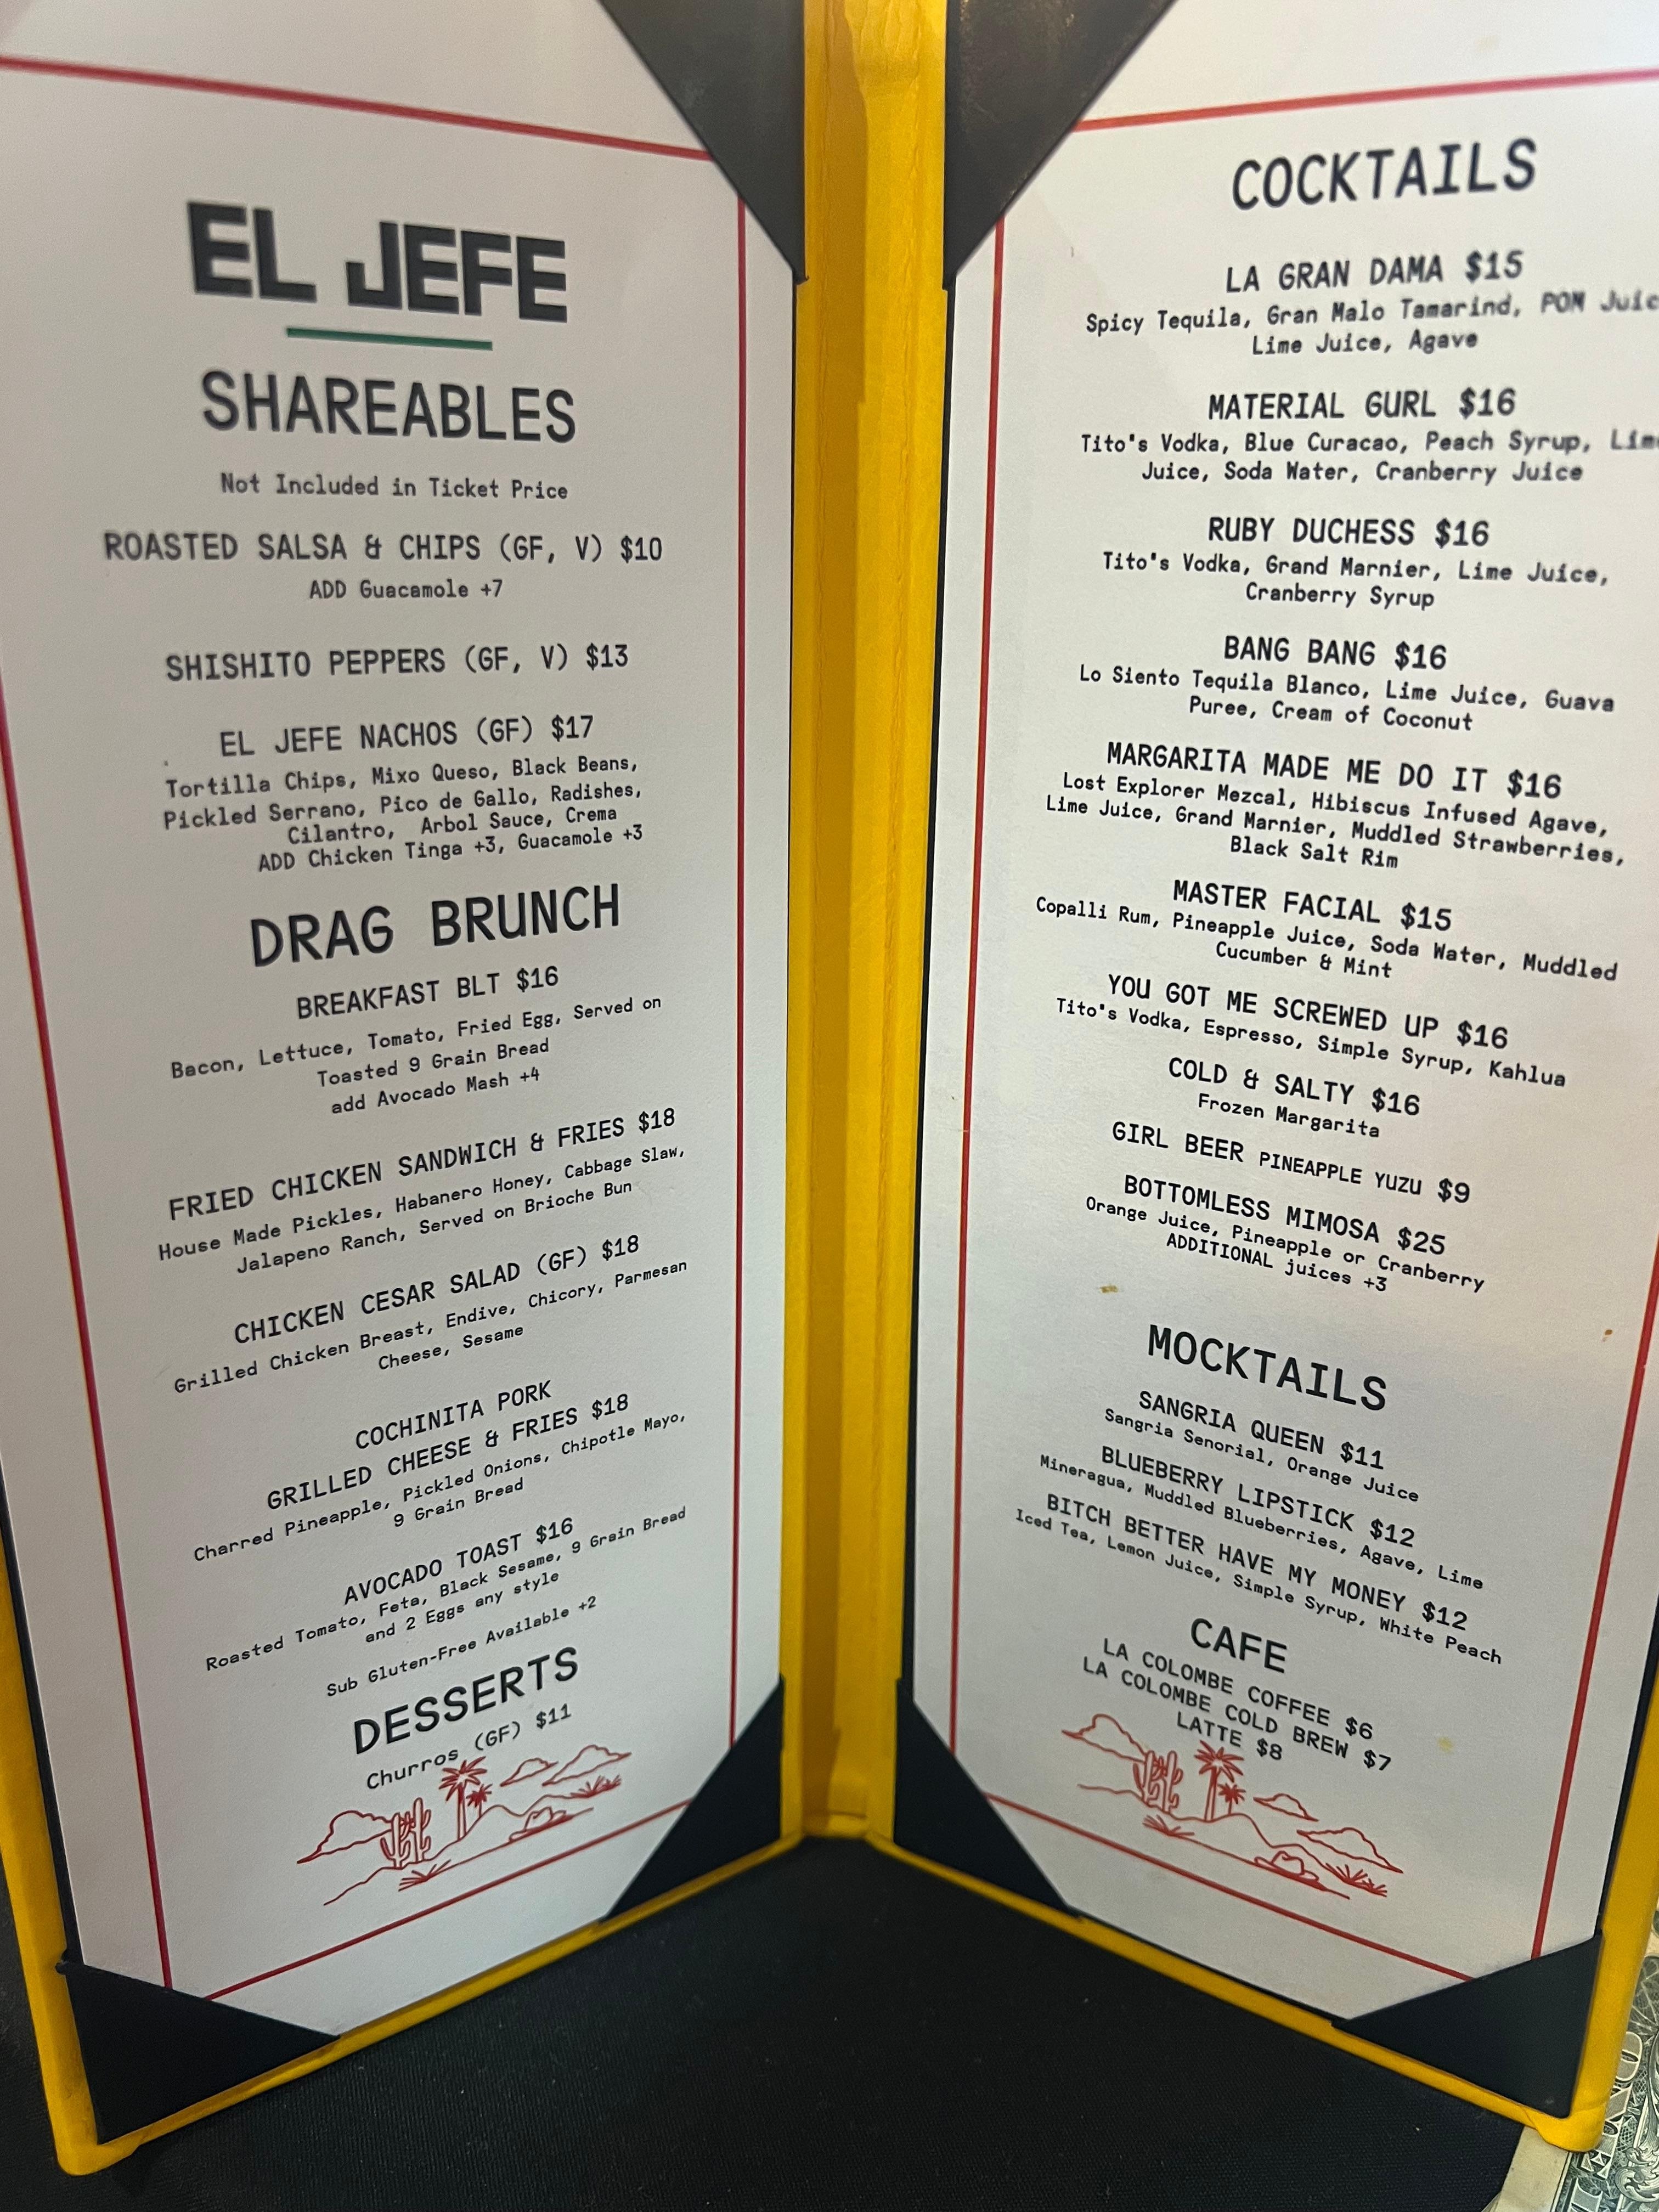 EL JEFE
SHAREABLES
Not Included in Ticket Price
ROASTED SALSA & CHIPS (GF, V) $10
ADD Guacamole +7
SHISHITO PEPPERS (GF, V) $13
EL JEFE NACHOS (GF) $17
Tortilla Chips, Mixo Queso, Black Beans,
Pickled Serrano, Pico de Gallo, Radishes,
Cilantro, Arbol Sauce, Crema
ADD Chicken Tinga +3, Guacamole +3
DRAG BRUNCH
BREAKFAST BLT $16
Bacon, Lettuce, Tomato, Fried Egg, Served on
Toasted 9 Grain Bread
add Avocado Mash +4
FRIED CHICKEN SANDWICH & FRIES $18
House Made Pickles, Habanero Honey, Cabbage Slaw,
Jalapeno Ranch, Served on Brioche Bun
CHICKEN CESAR SALAD (GF) $18
Grilled Chicken Breast, Endive, Chicory, Parmesan
Cheese, Sesame
COCHINITA PORK
GRILLED CHEESE & FRIES $18
Charred Pineapple, Pickled Onions, Chipotle Mayo,
9 Grain Bread
AVOCADO TOAST $16
Roasted Tomato, Feta, Black Sesame, 9 Grain Bread
and 2 Eggs any style
Sub Gluten-Free Available +2
DESSERTS
Churros (GF) $11
COCKTAILS
LA GRAN DAMA $15
Spicy Tequila, Gran Malo Tamarind, POM Juic
Lime Juice, Agave
MATERIAL GURL $16
Tito's Vodka, Blue Curacao, Peach Syrup, Lim
Juice, Soda Water, Cranberry Juice
RUBY DUCHESS $16
Tito's Vodka, Grand Marnier, Lime Juice,
Cranberry Syrup
BANG BANG $16
Lo Siento Tequila Blanco, Lime Juice, Guava
Puree, Cream of Coconut
MARGARITA MADE ME DO IT $16
Lost Explorer Mezcal, Hibiscus Infused Agave,
Lime Juice, Grand Marnier, Muddled Strawberries,
Black Salt Rim
MASTER FACIAL $15
Copalli Rum, Pineapple Juice, Soda Water, Muddled
Cucumber & Mint
YOU GOT ME SCREWED UP $16
Tito's Vodka, Espresso, Simple Syrup, Kahlua
COLD & SALTY $16
Frozen Margarita
GIRL BEER PINEAPPLE YUZU $9
BOTTOMLESS MIMOSA $25
Orange Juice, Pineapple or Cranberry
ADDITIONAL juices +3
MOCKTAILS
SANGRIA QUEEN $11
Sangria Senorial, Orange Juice
BLUEBERRY LIPSTICK $12
Mineragua, Muddled Blueberries, Agave, Lime
BITCH BETTER HAVE MY MONEY $12
Iced Tea, Lemon Juice, Simple Syrup, White Peach
CAFE
LA COLOMBE COFFEE $6
LA COLOMBE COLD BREW $7
LATTE $8